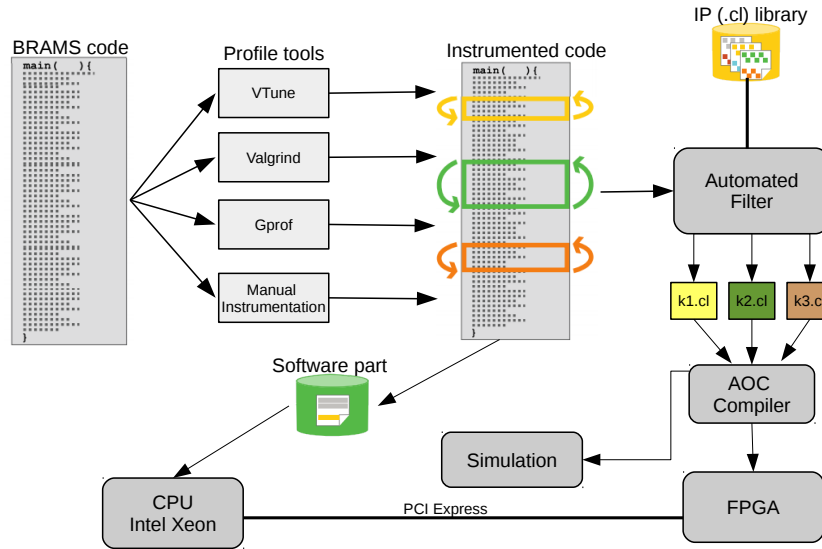 IP (.cl) library
BRAMS code
Profile tools
Instrumented code
main( ){
}
VTune
Valgrind
Gprof
Manual
Instrumentation
main( ){
}
Automated
Filter
k1.cl
k2.cl
k3.c
Software part
AOC
Compiler
Simulation
CPU
Intel Xeon
PCI Express
FPGA